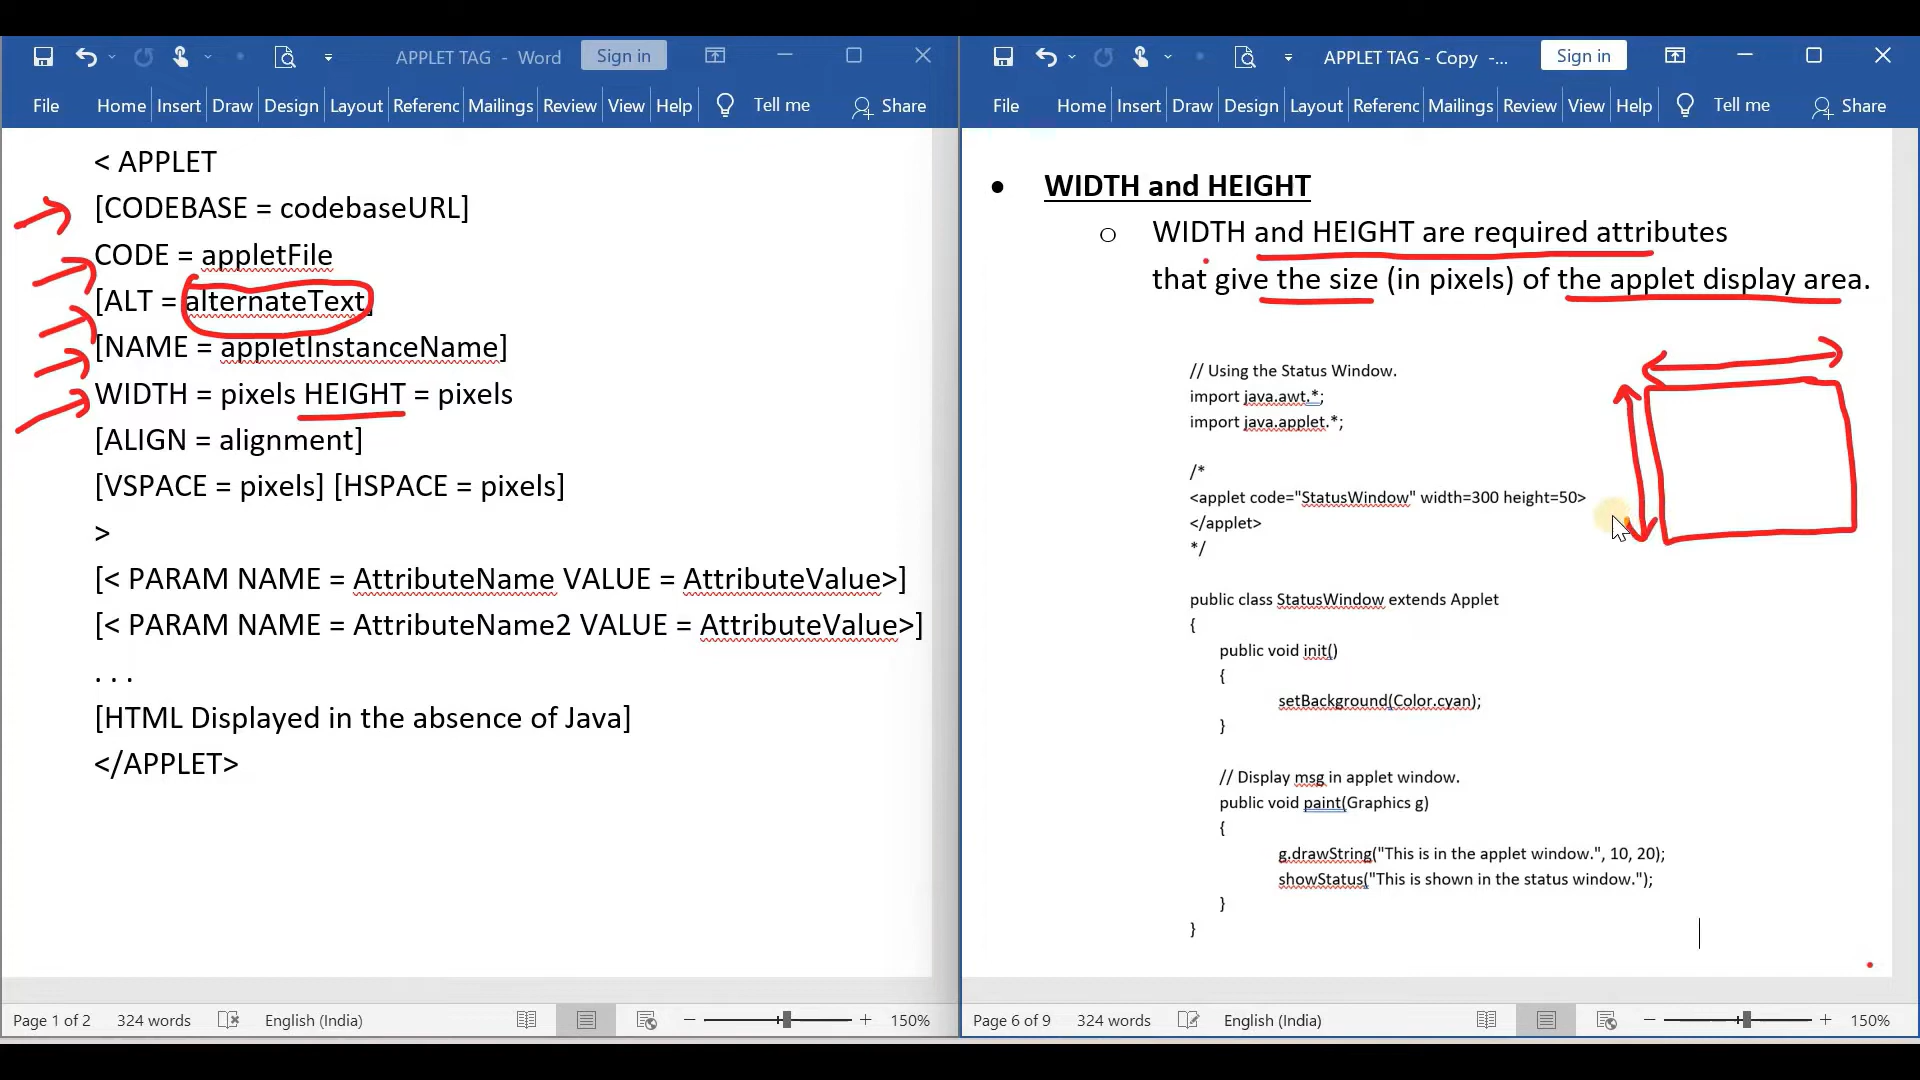 APPLET TAG - Word Sign in
File Home Insert Draw Design Layout Referenc Mailings Review View Help Tell me Share
< APPLET
[CODEBASE = codebaseURL]
CODE = appletFile
[ALT = alternateText]
[NAME = appletInstanceName]
WIDTH = pixels HEIGHT = pixels
[ALIGN = alignment]
[VSPACE = pixels] [HSPACE = pixels]
>
[< PARAM NAME = AttributeName VALUE = AttributeValue>]
[< PARAM NAME = AttributeName2 VALUE = AttributeValue>]
. . .
[HTML Displayed in the absence of Java]
</APPLET>
Page 1 of 2 324 words English (India) 150%
APPLET TAG - Copy -... Sign in
File Home Insert Draw Design Layout Referenc Mailings Review View Help Tell me Share
• WIDTH and HEIGHT
o WIDTH and HEIGHT are required attributes
that give the size (in pixels) of the applet display area.
// Using the Status Window.
import java.awt.*;
import java.applet.*;
/*
<applet code="StatusWindow" width=300 height=50>
</applet>
*/
public class StatusWindow extends Applet
{
public void init()
{
setBackground(Color.cyan);
}
// Display msg in applet window.
public void paint(Graphics g)
{
g.drawString("This is in the applet window.", 10, 20);
showStatus("This is shown in the status window.");
}
}
Page 6 of 9 324 words English (India) 150%